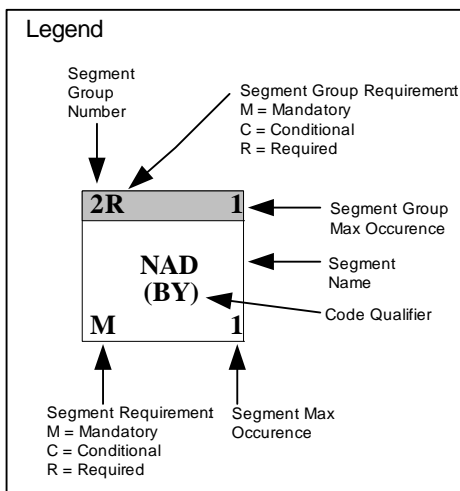 Legend
Segment
Group
Number
Segment Group Requirement
M = Mandatory
C = Conditional
R = Required
2R 1
Segment Group
Max Occurence
NAD
(BY)
Segment
Name
Code Qualifier
M 1
Segment Requirement
M = Mandatory
C = Conditional
R = Required
Segment Max
Occurence